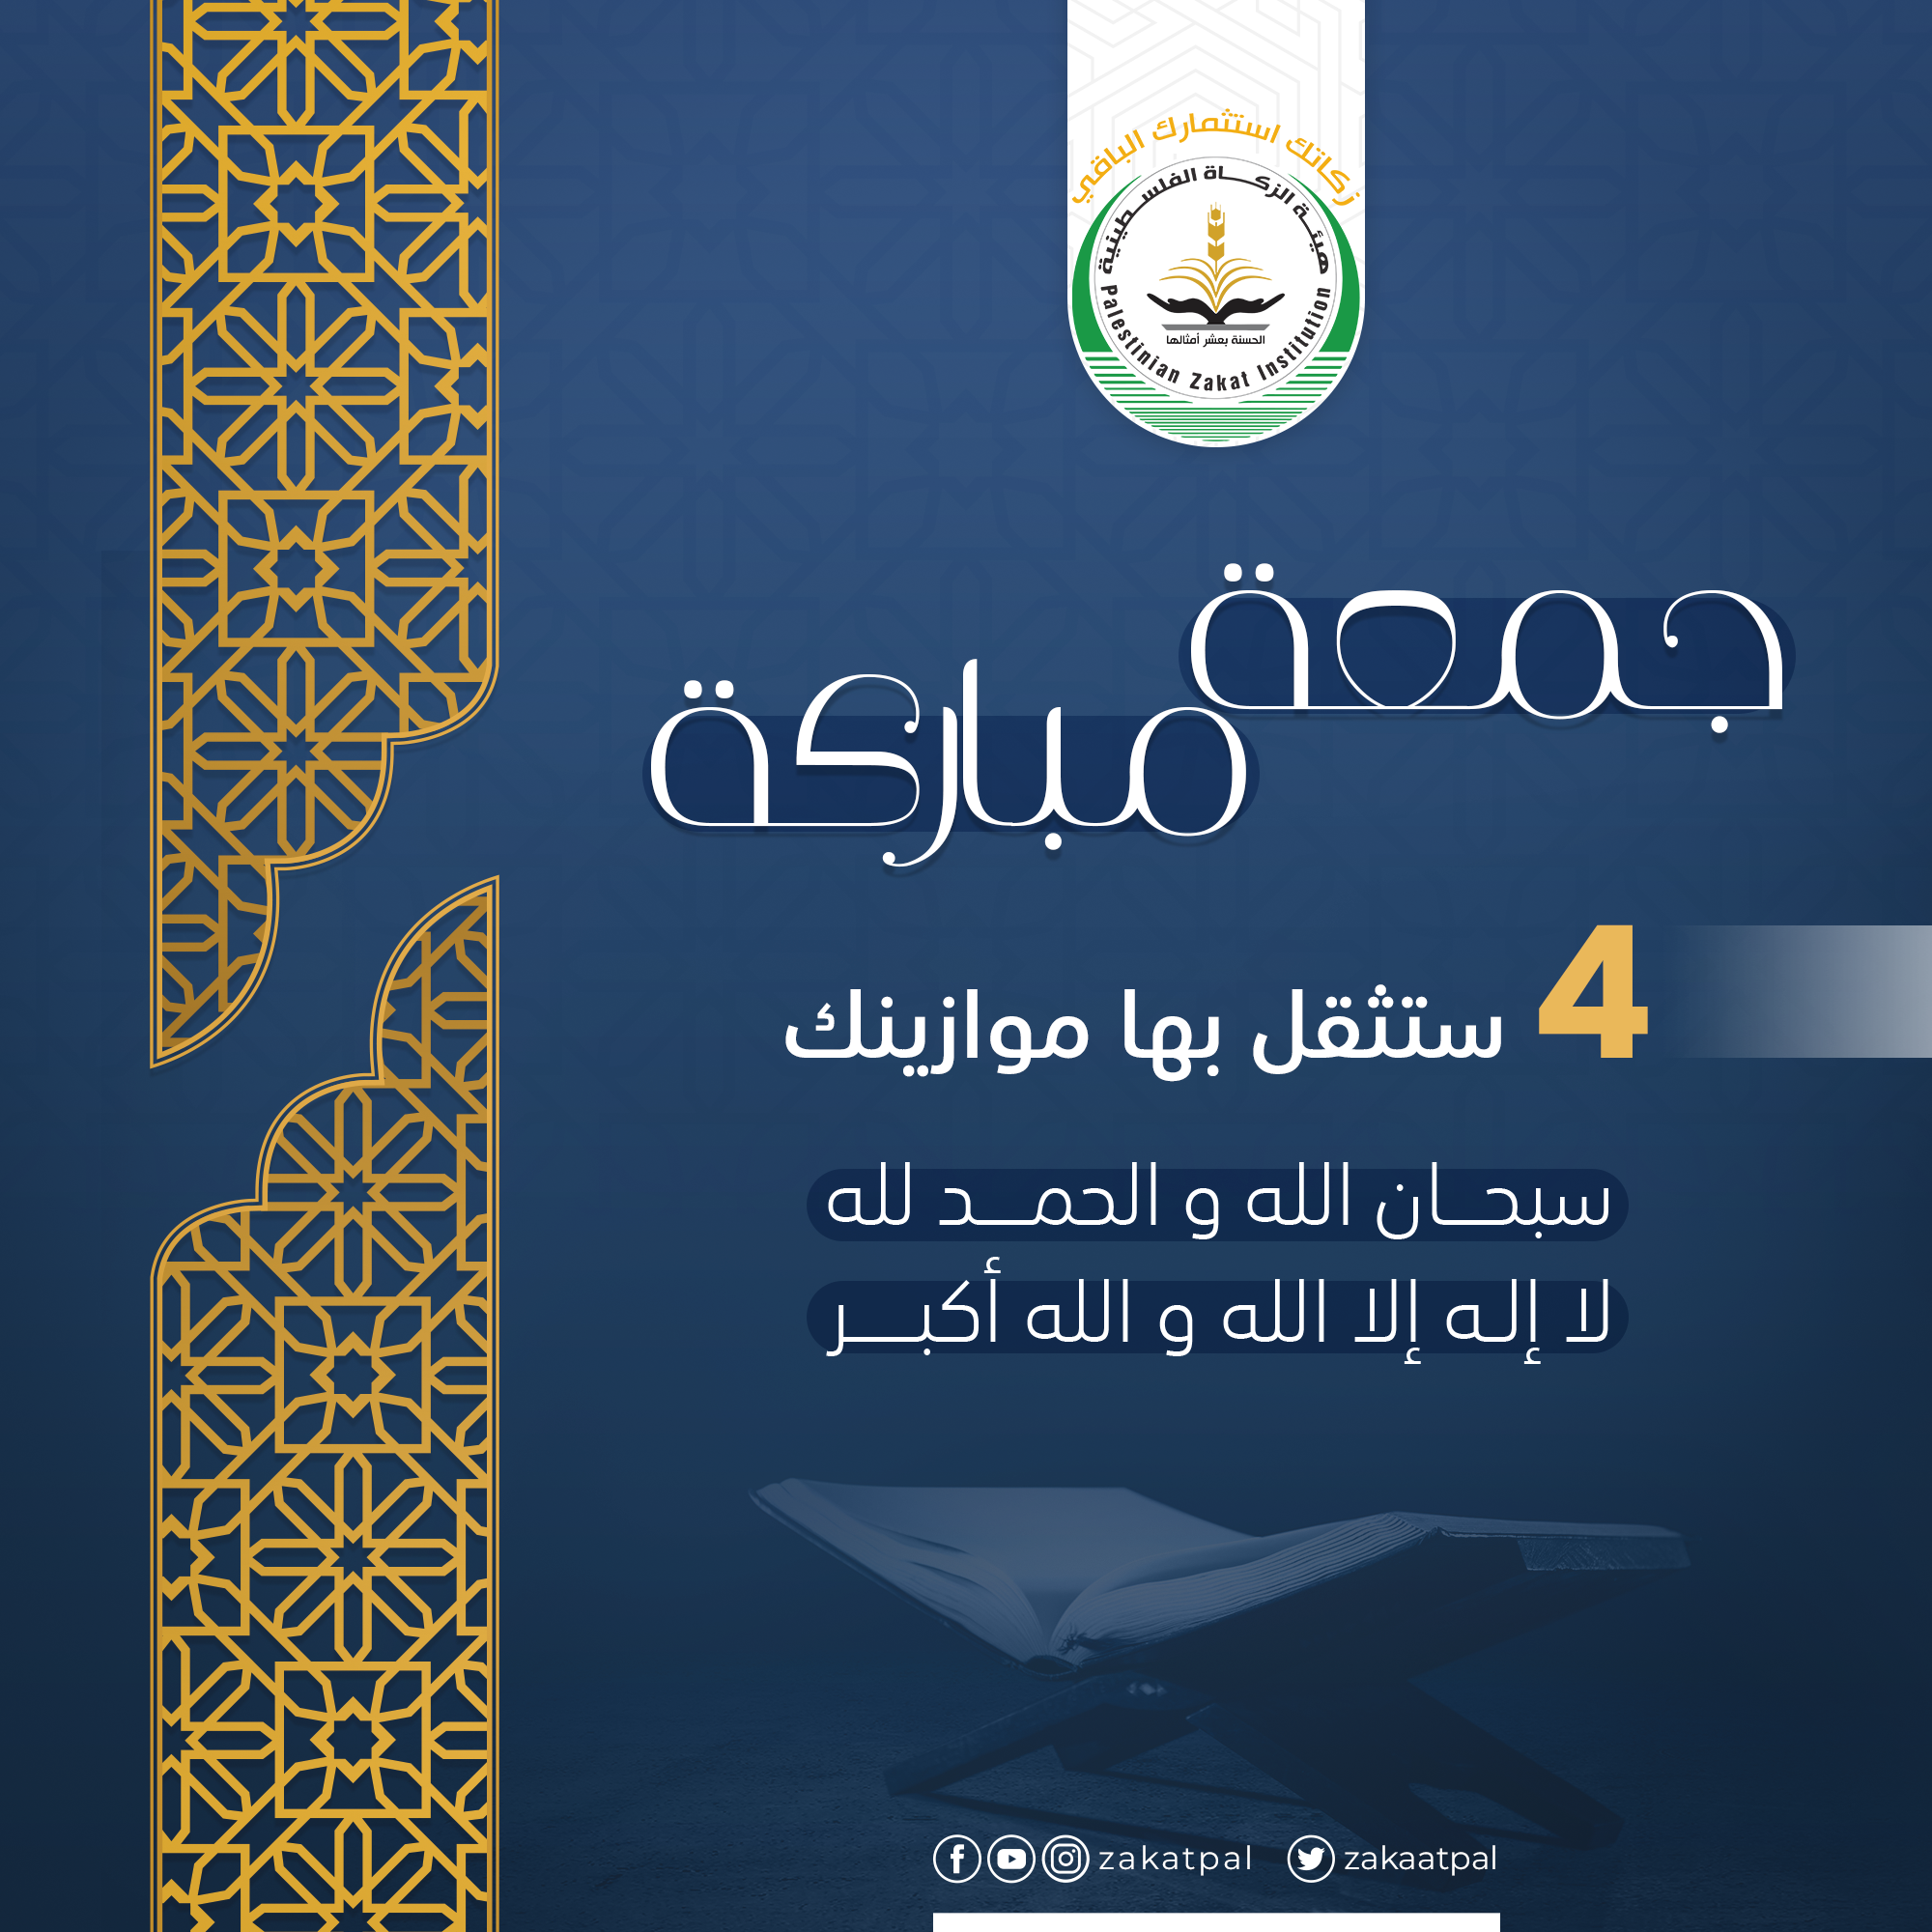 زكاتك استثمارك الباقي
هيئة الزكاة الفلسطينية
الحسنة بعشر أمثالها
Palestinian Zakat Institution
جمعة
مباركة
4 ستثقل بها موازينك
سبحان الله و الحمد لله
لا إله إلا الله و الله أكبر
zakatpal zakaatpal